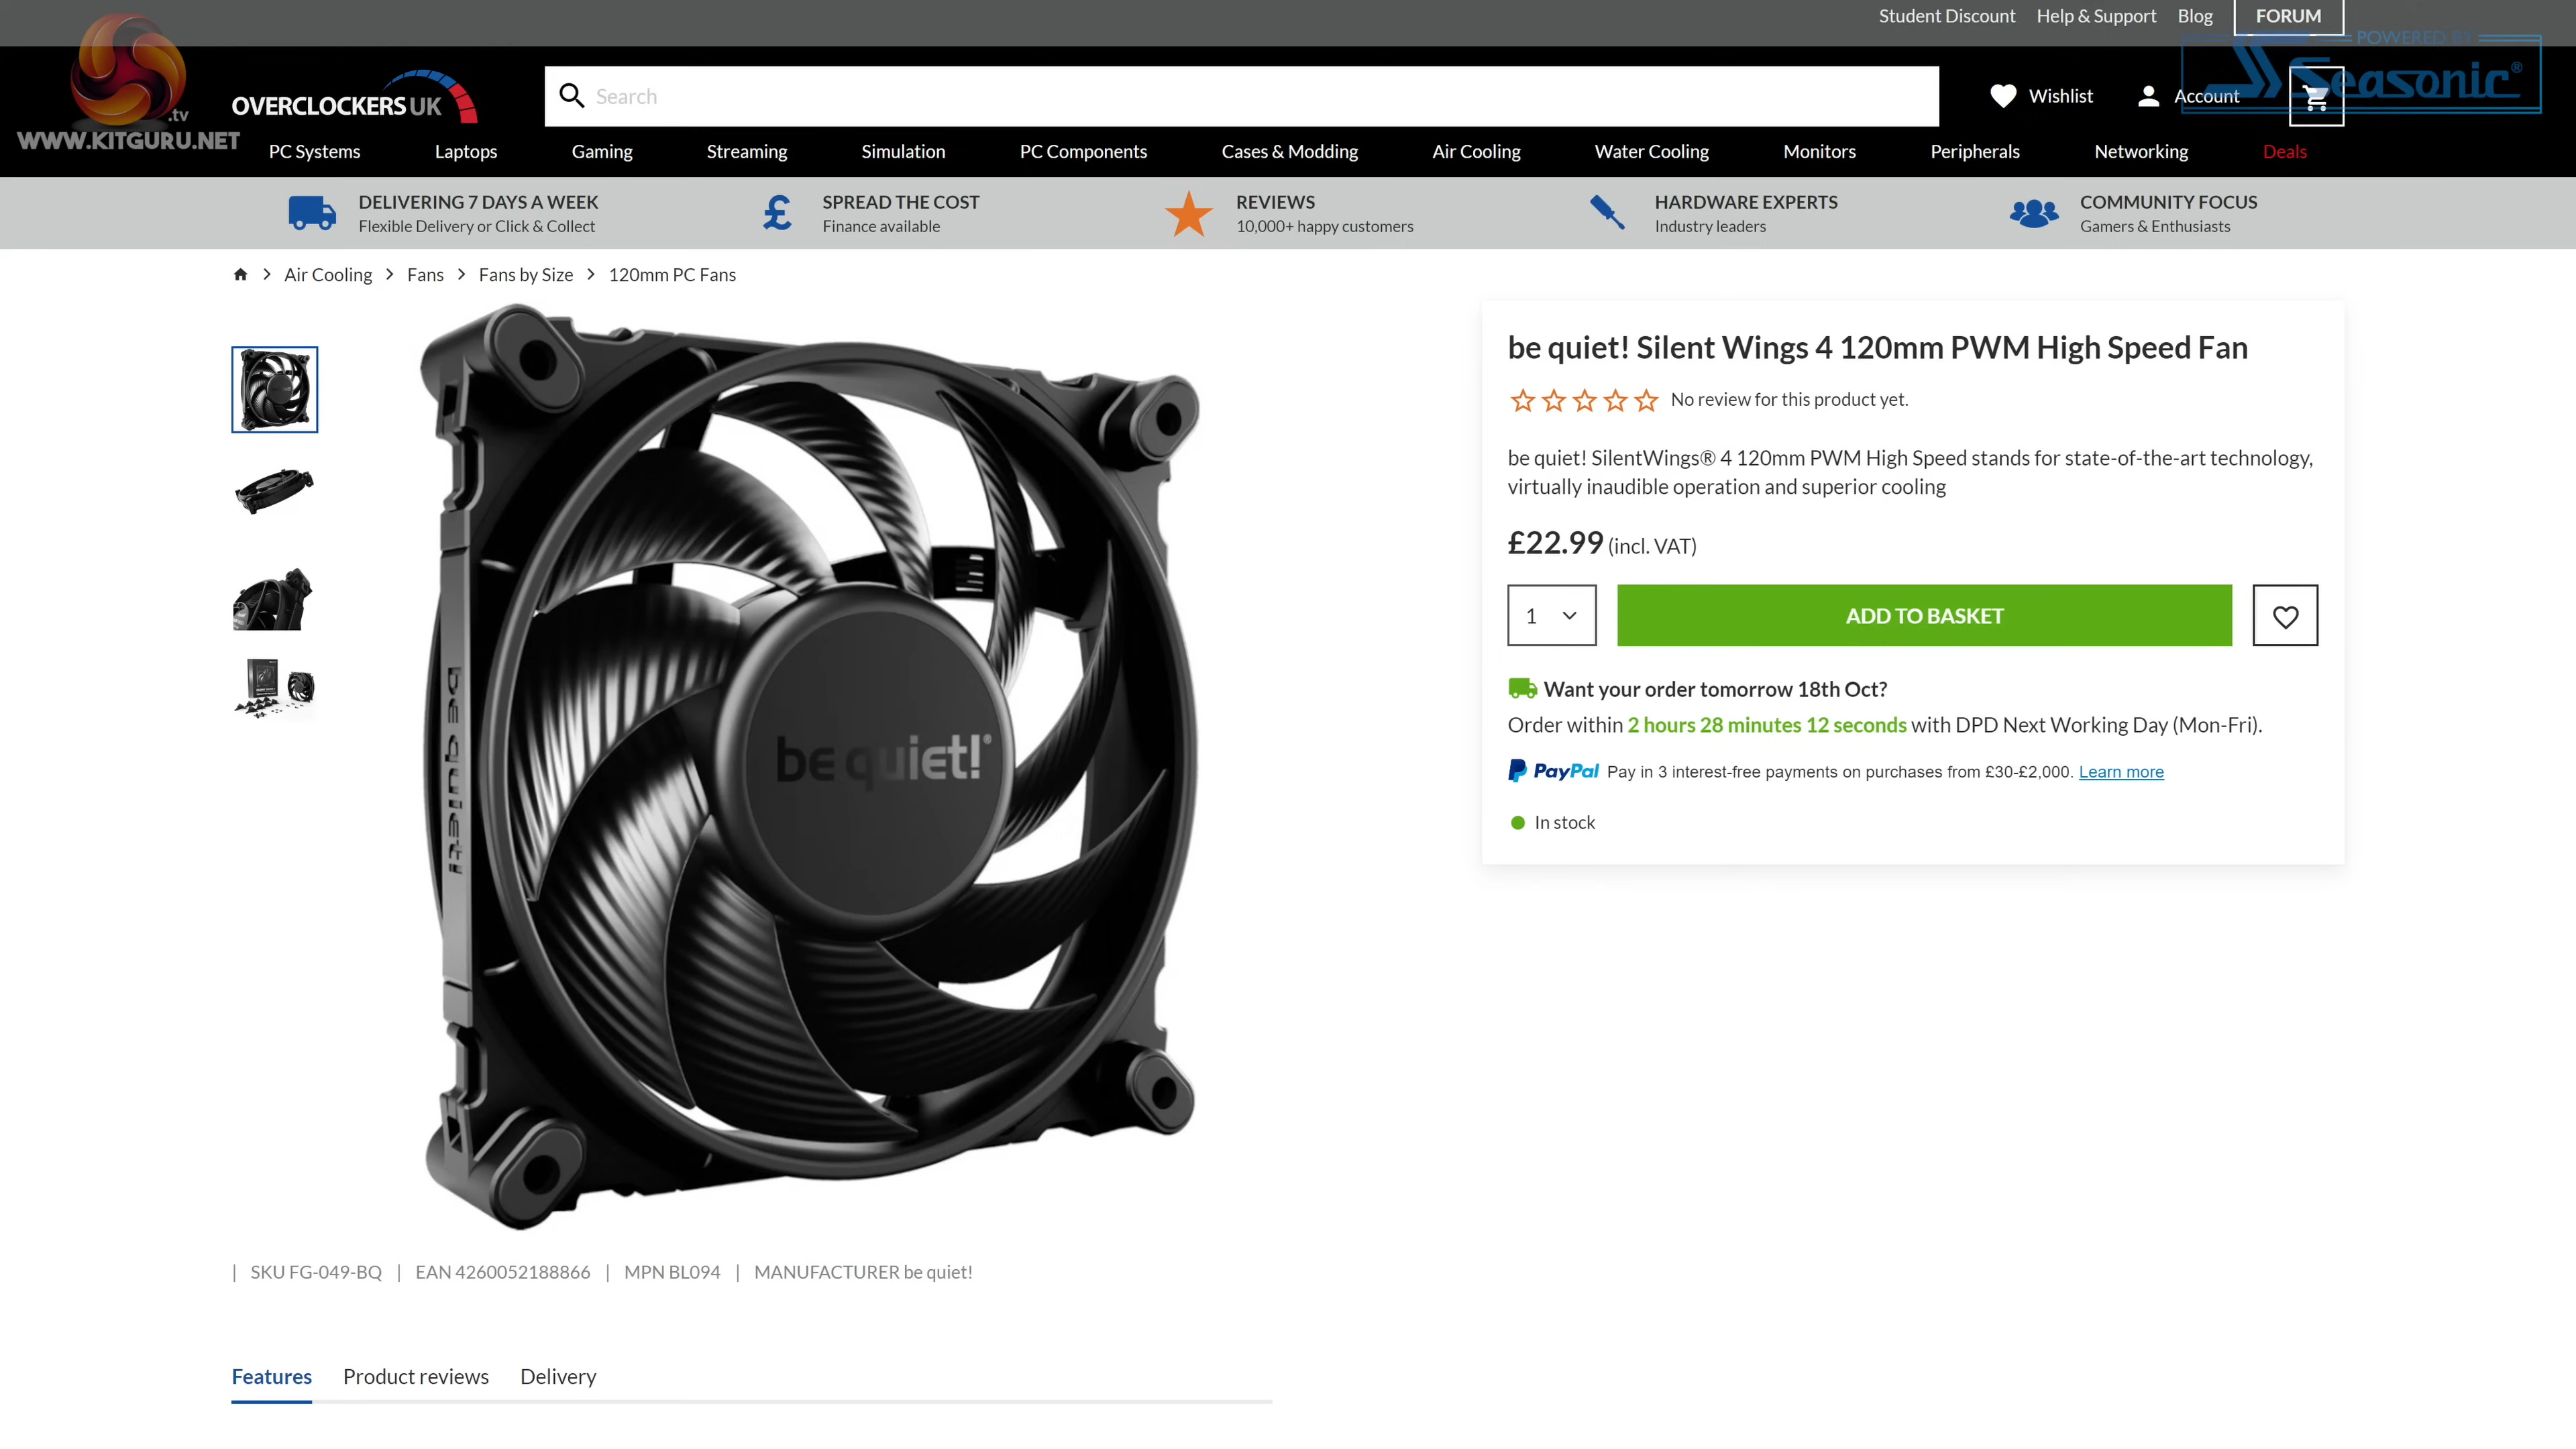 Student Discount Help & Support Blog FORUM
POWERED BY
Seasonic®
.tv
WWW.KITGURU.NET
OVERCLOCKERS UK
Search
Wishlist Account
PC Systems Laptops Gaming Streaming Simulation PC Components Cases & Modding Air Cooling Water Cooling Monitors Peripherals Networking Deals
DELIVERING 7 DAYS A WEEK
Flexible Delivery or Click & Collect
SPREAD THE COST
Finance available
REVIEWS
10,000+ happy customers
HARDWARE EXPERTS
Industry leaders
COMMUNITY FOCUS
Gamers & Enthusiasts
Air Cooling > Fans > Fans by Size > 120mm PC Fans
be quiet!
be quiet!®
be quiet! Silent Wings 4 120mm PWM High Speed Fan
No review for this product yet.
be quiet! SilentWings® 4 120mm PWM High Speed stands for state-of-the-art technology,
virtually inaudible operation and superior cooling
£22.99 (incl. VAT)
1
ADD TO BASKET
Want your order tomorrow 18th Oct?
Order within 2 hours 28 minutes 12 seconds with DPD Next Working Day (Mon-Fri).
PayPal Pay in 3 interest-free payments on purchases from £30-£2,000. Learn more
In stock
| SKU FG-049-BQ | EAN 4260052188866 | MPN BL094 | MANUFACTURER be quiet!
Features Product reviews Delivery